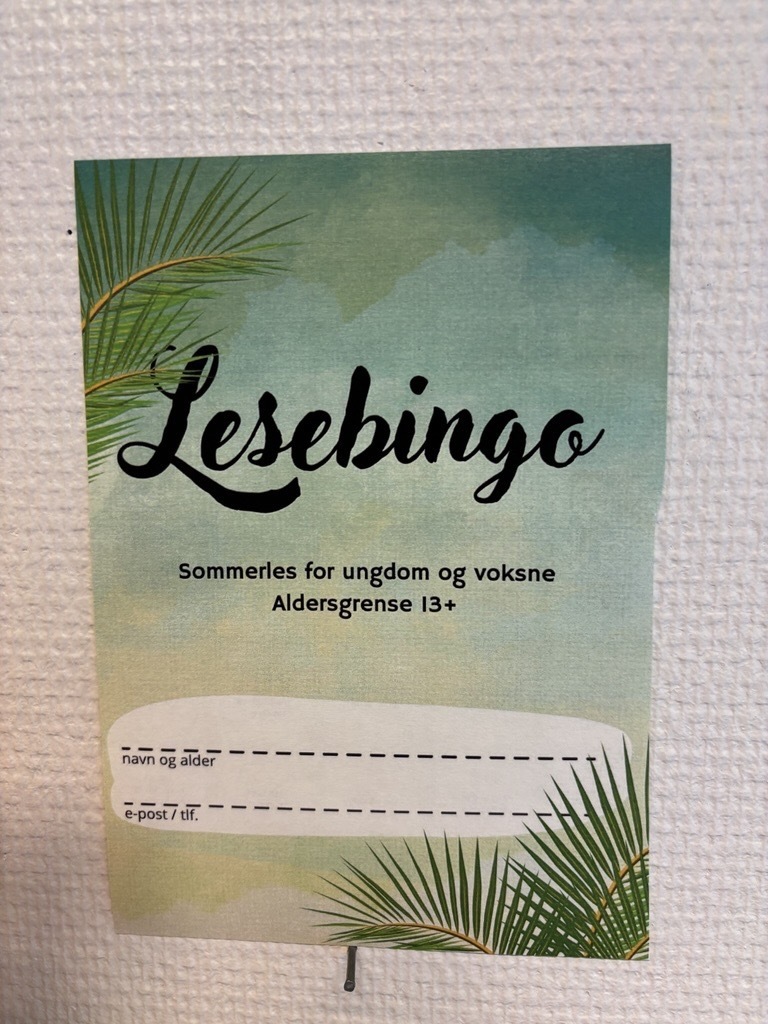 Lesebingo
Sommerles for ungdom og voksne
Aldersgrense 13+
navn og alder
e-post / tlf.